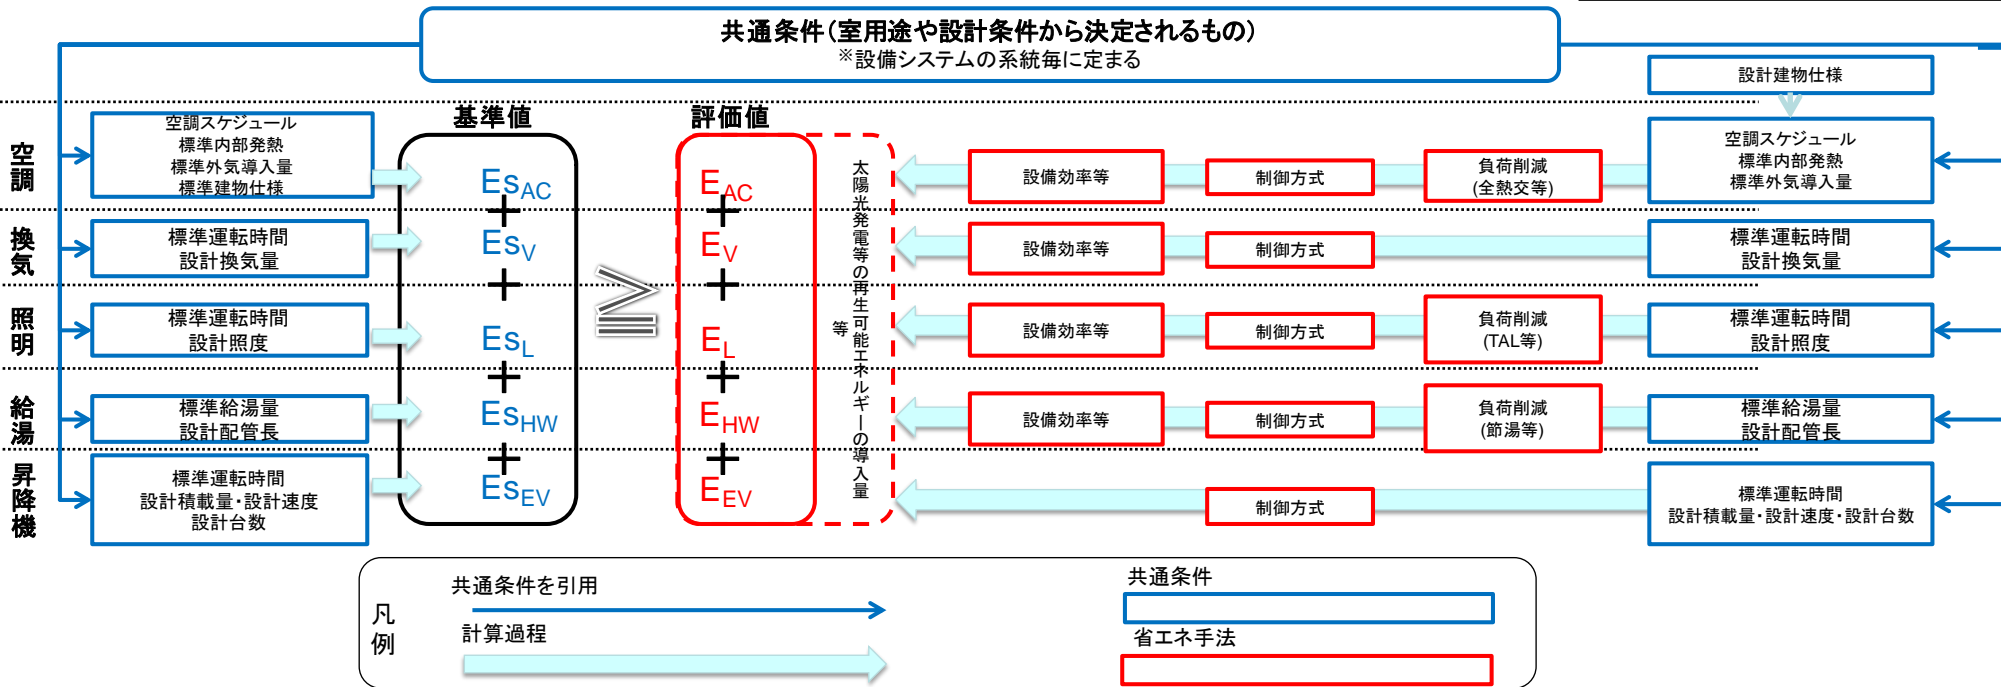 共通条件(室用途や設計条件から決定されるもの)
※設備システムの系統毎に定まる
設計建物仕様
基準値
評価値
空調
空調スケジュール
標準内部発熱
標準外気導入量
標準建物仕様
EsAC
+
EAC
+
太陽光発電等の再生可能エネルギーの導入量
等
設備効率等
制御方式
負荷削減
(全熱交等)
空調スケジュール
標準内部発熱
標準外気導入量
換気
標準運転時間
設計換気量
EsV
+
≧
EV
+
設備効率等
制御方式
標準運転時間
設計換気量
照明
標準運転時間
設計照度
EsL
+
EL
+
設備効率等
制御方式
負荷削減
(TAL等)
標準運転時間
設計照度
給湯
標準給湯量
設計配管長
EsHW
+
EHW
+
設備効率等
制御方式
負荷削減
(節湯等)
標準給湯量
設計配管長
昇降機
標準運転時間
設計積載量・設計速度
設計台数
EsEV
EEV
制御方式
標準運転時間
設計積載量・設計速度・設計台数
凡例
共通条件を引用
計算過程
共通条件
省エネ手法